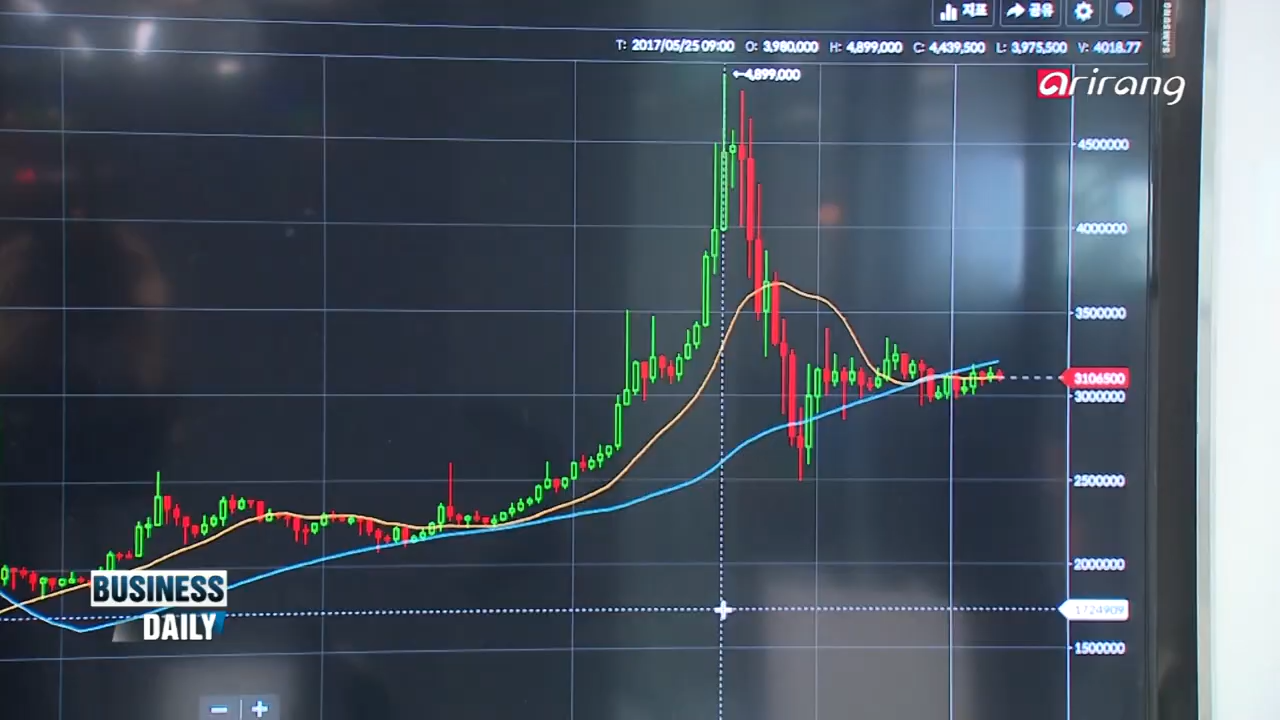 지표 공유
SAMSUNG
T: 2017/05/25 09:00 O: 3,980,000 H: 4,899,000 C: 4,439,500 L: 3,975,500 V: 4018.77
←4,899,000
arirang
4500000
4000000
3500000
3106500
3000000
2500000
2000000
1724909
1500000
BUSINESS
DAILY